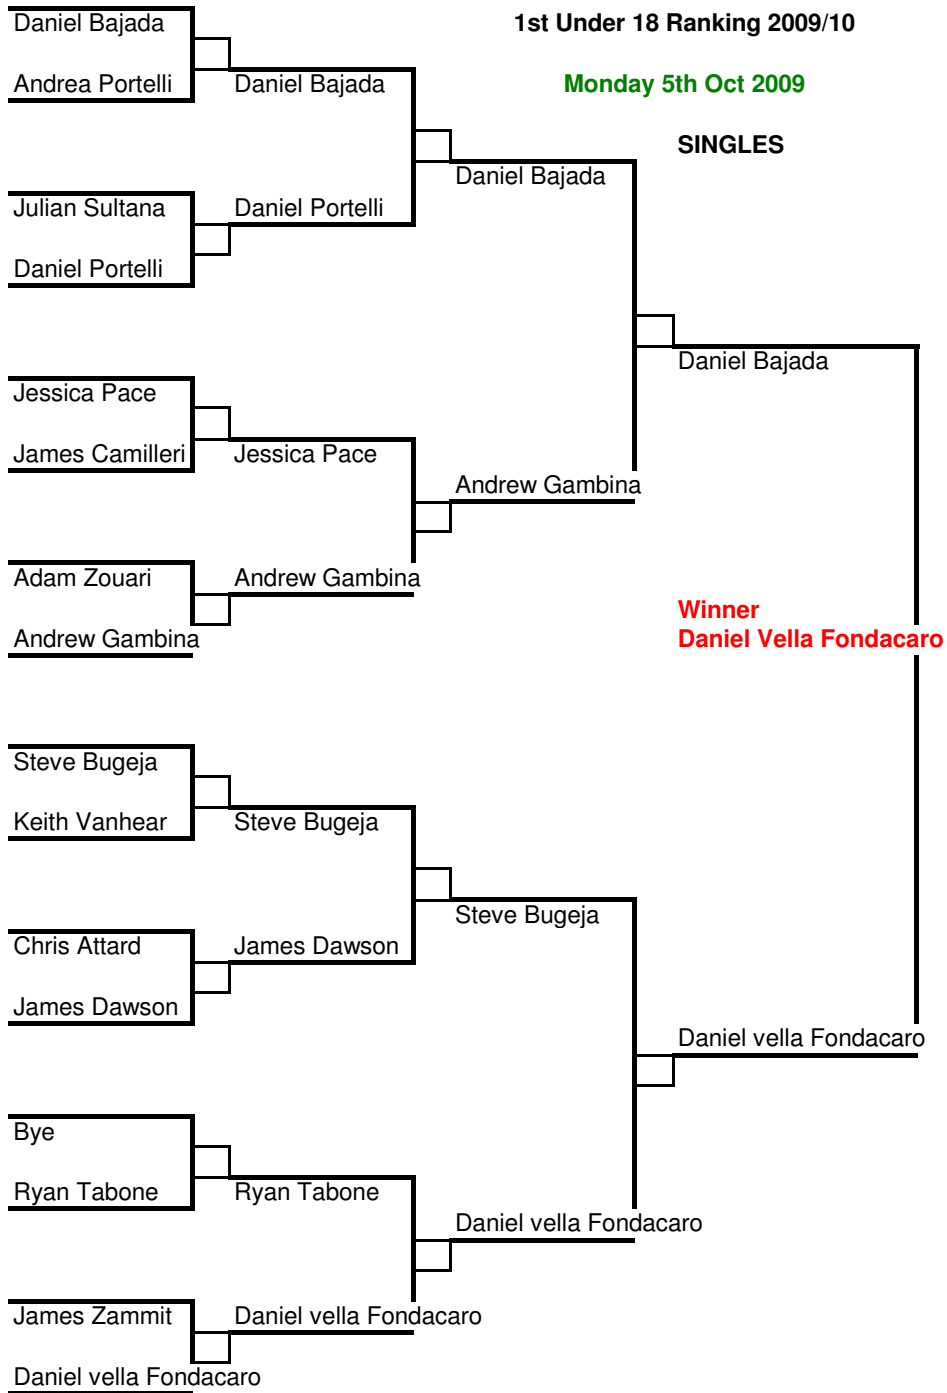 Daniel Bajada
1st Under 18 Ranking 2009/10
Andrea Portelli
Daniel Bajada
Monday 5th Oct 2009
SINGLES
Daniel Bajada
Julian Sultana
Daniel Portelli
Daniel Portelli
Daniel Bajada
Jessica Pace
James Camilleri
Jessica Pace
Andrew Gambina
Adam Zouari
Andrew Gambina
Winner
Andrew Gambina
Daniel Vella Fondacaro
Steve Bugeja
Keith Vanhear
Steve Bugeja
Steve Bugeja
Chris Attard
James Dawson
James Dawson
Daniel vella Fondacaro
Bye
Ryan Tabone
Ryan Tabone
Daniel vella Fondacaro
James Zammit
Daniel vella Fondacaro
Daniel vella Fondacaro